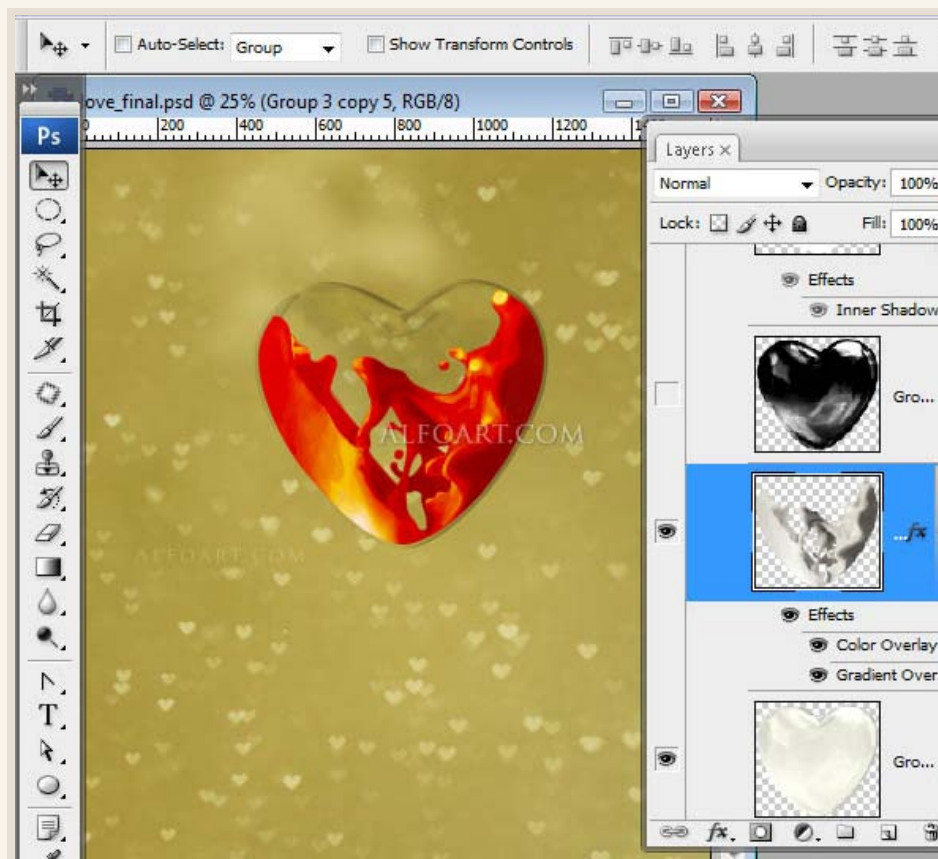 Auto-Select: Group Show Transform Controls
ove_final.psd @ 25% (Group 3 copy 5, RGB/8)
Ps
200 400 600 800 1000 1200
Layers ×
Normal Opacity: 100%
Lock: Fill: 100%
Effects
Inner Shadow
Gro...
ALFOART.COM
...fx
ALFOART.COM
Effects
Color Overlay
Gradient Over
T
Gro...
fx.